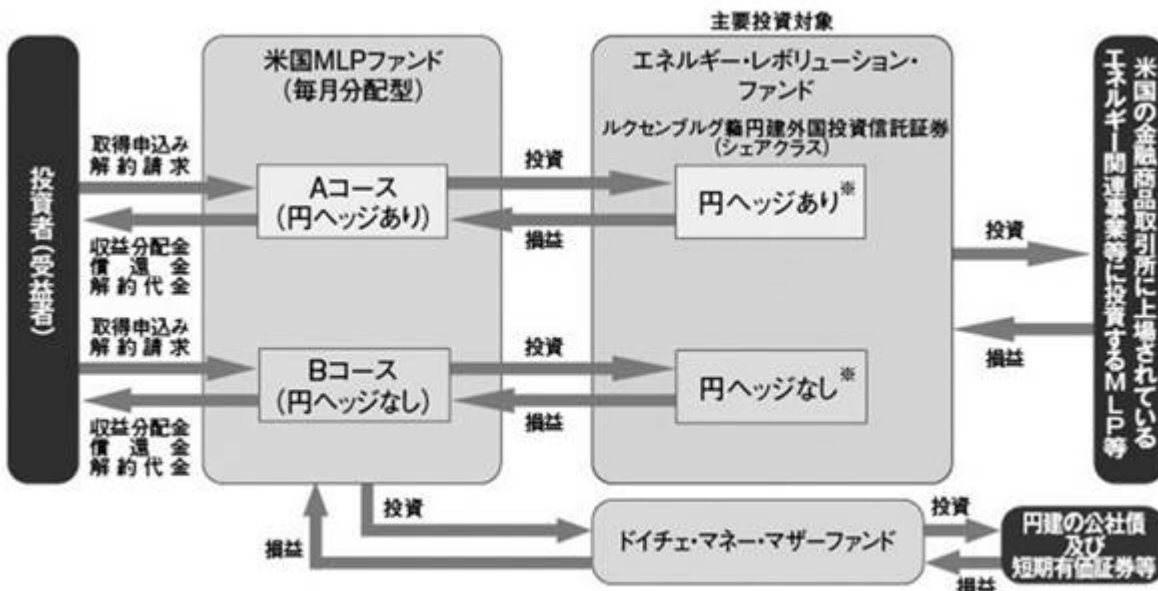 主要投資対象
投資者(受益者)
取得申込み
解約請求
収益分配金
償還金
解約代金
取得申込み
解約請求
収益分配金
償還金
解約代金
米国MLPファンド
(毎月分配型)
Aコース
(円ヘッジあり)
Bコース
(円ヘッジなし)
投資
損益
投資
損益
エネルギー・レボリューション・
ファンド
ルクセンブルグ籍円建外国投資信託証券
(シェアクラス)
円ヘッジあり※
円ヘッジなし※
投資
損益
米国の金融商品取引所に上場されている
エネルギー関連事業等に投資するMLP等
投資
損益
ドイチェ・マネー・マザーファンド
投資
損益
円建の公社債
及び
短期有価証券等